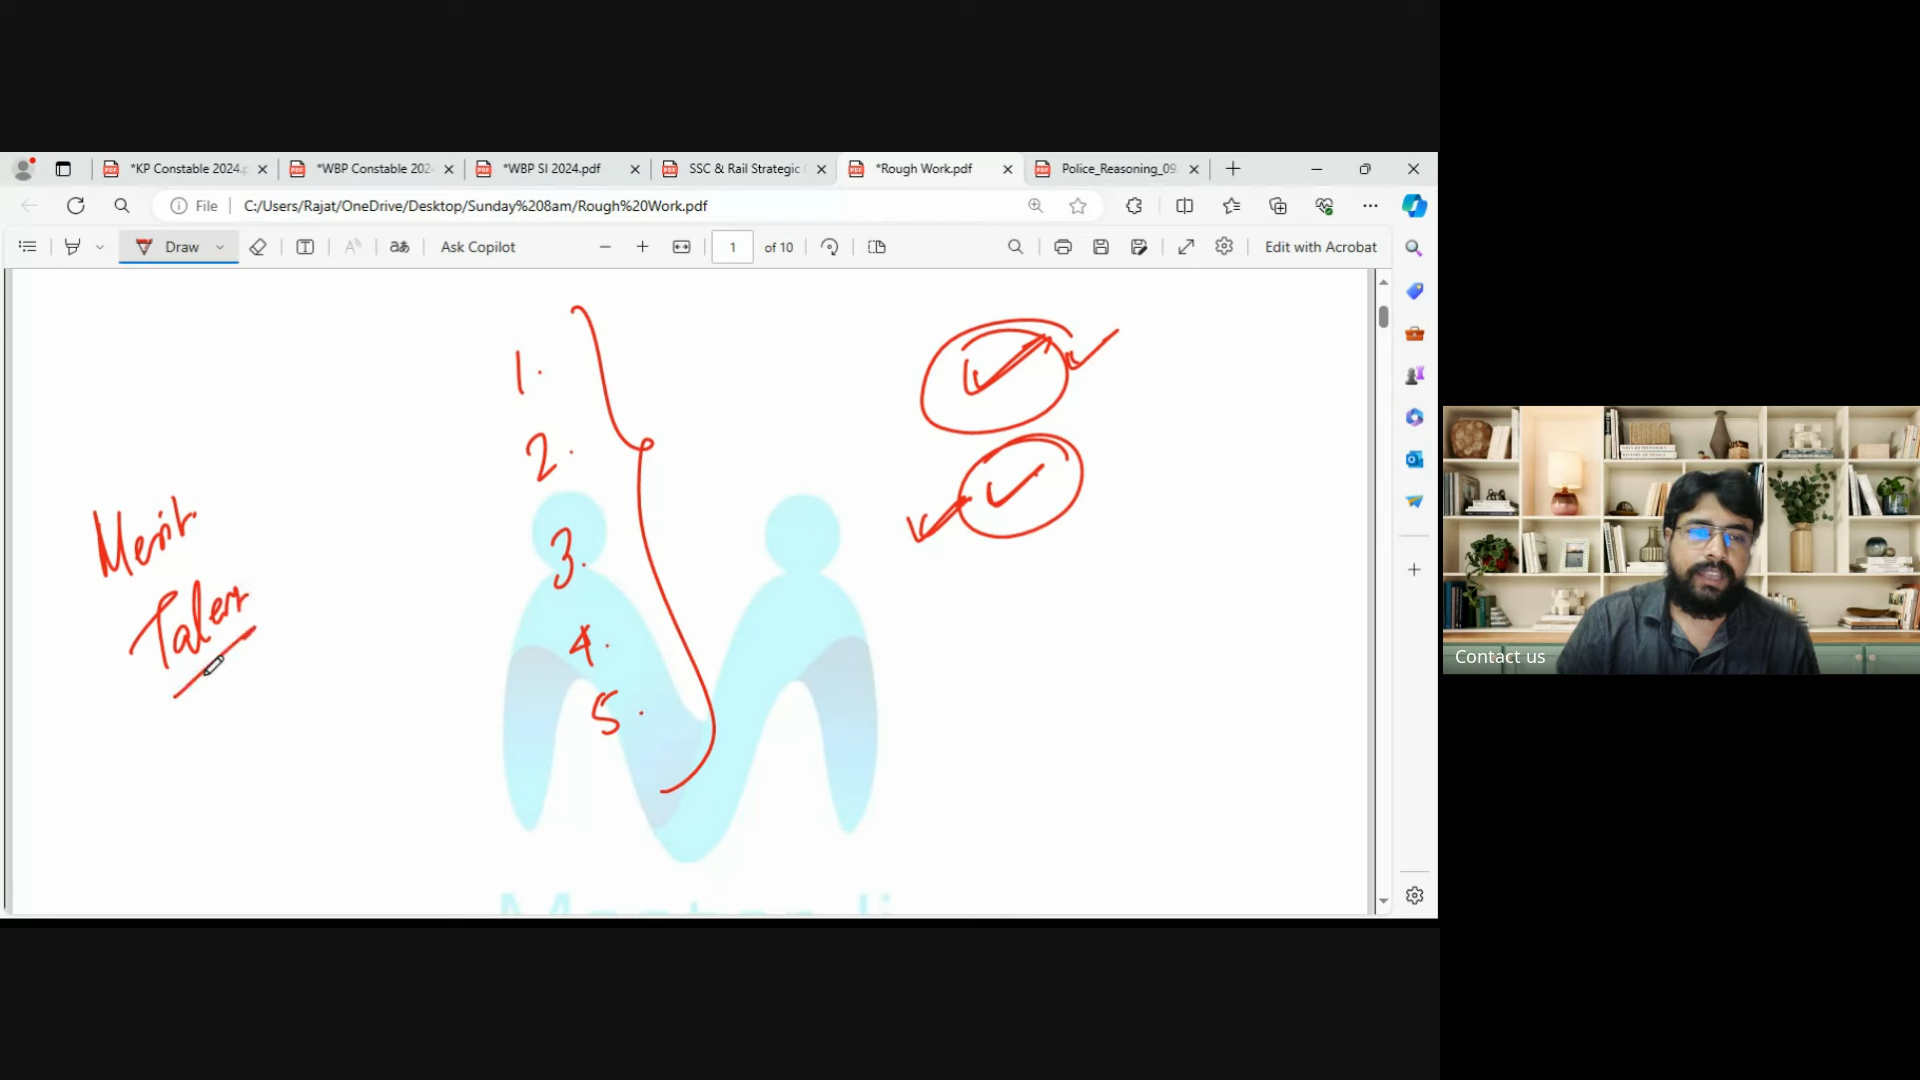 *KP Constable 2024.p
*WBP Constable 202
*WBP SI 2024.pdf
SSC & Rail Strategic
*Rough Work.pdf
Police_Reasoning_09
File
C:/Users/Rajat/OneDrive/Desktop/Sunday%208am/Rough%20Work.pdf
Draw
aあ
Ask Copilot
1
of 10
Edit with Acrobat
1.
2.
3.
4.
5.
Merit.
Talent
Contact us